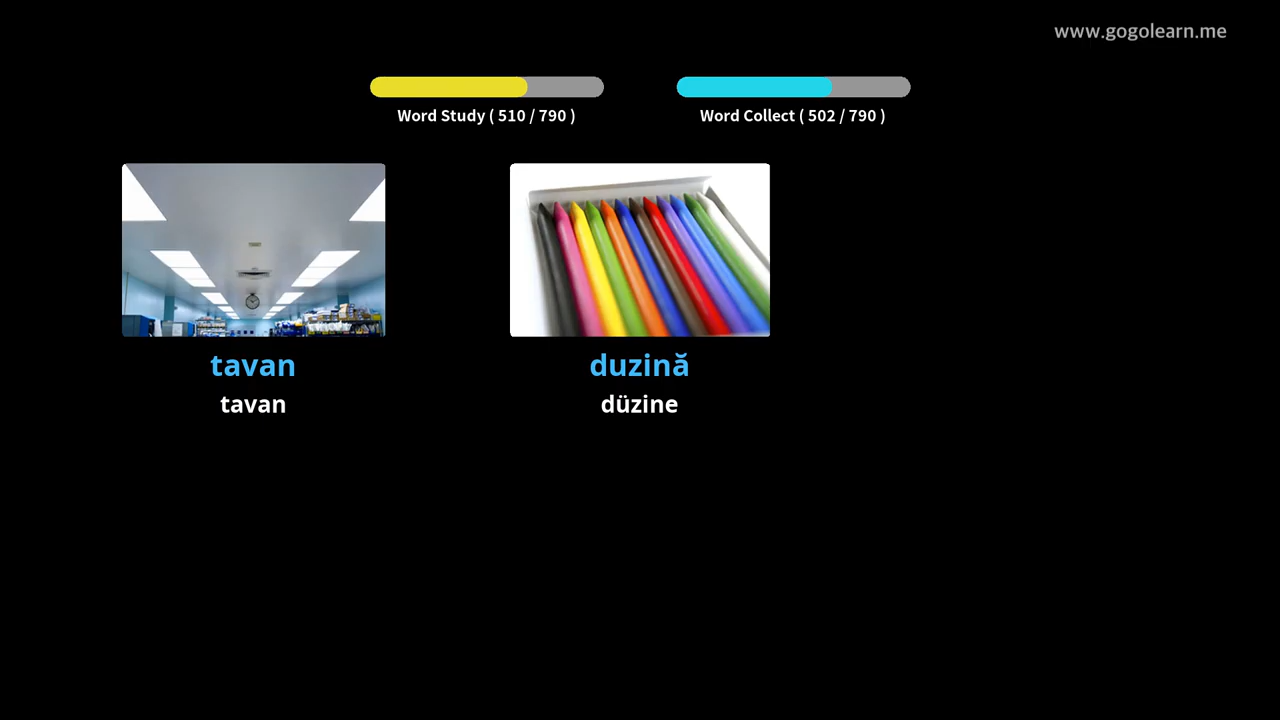 www.gogolearn.me
Word Study ( 510 / 790 )
Word Collect ( 502 / 790 )
tavan
tavan
duzină
düzine